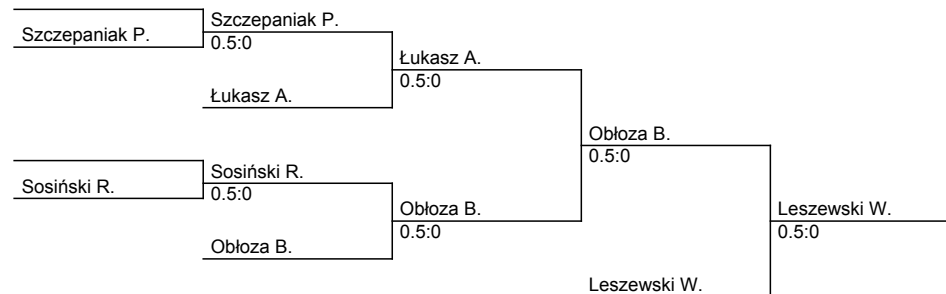 Szczepaniak P.
Szczepaniak P.
0.5:0
Łukasz A.
0.5:0
Łukasz A.
Obłoza B.
0.5:0
Sosiński R.
Sosiński R.
0.5:0
Obłoza B.
0.5:0
Leszewski W.
0.5:0
Obłoza B.
Leszewski W.